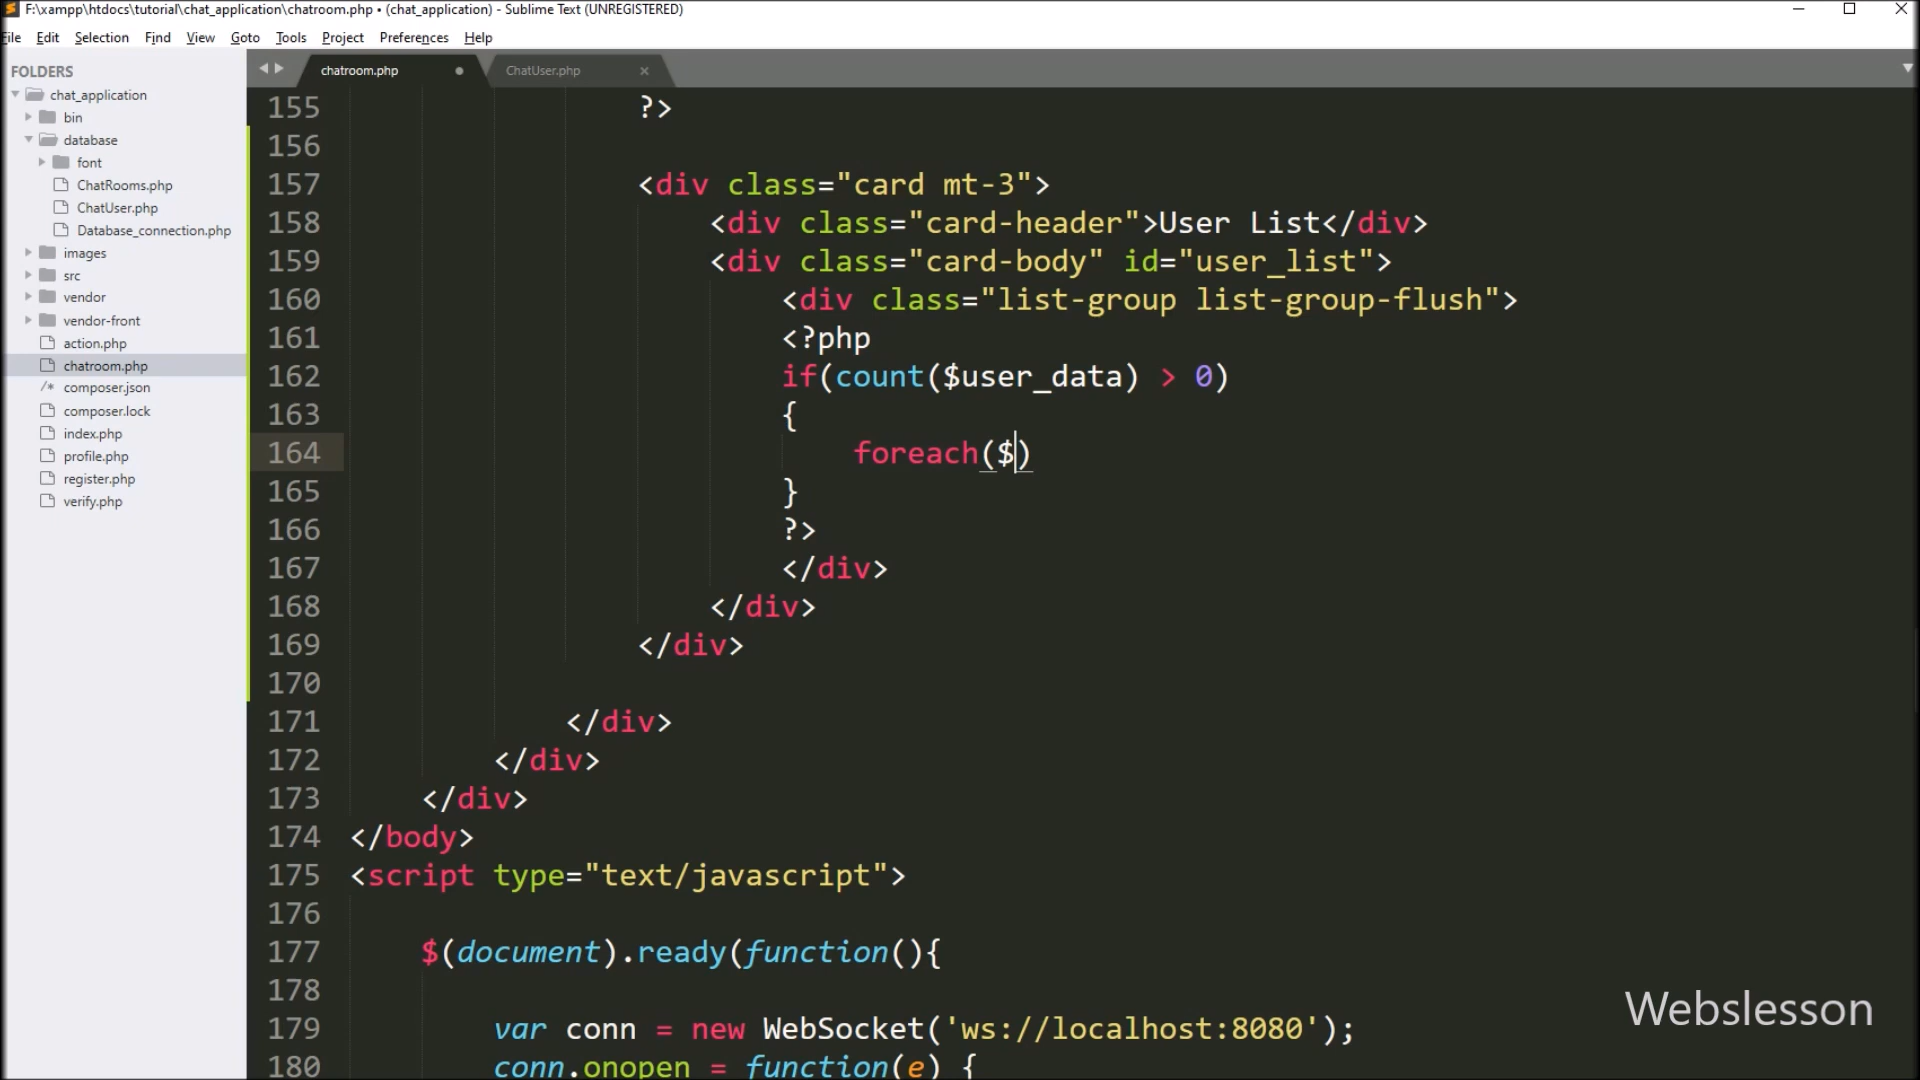 F:\xampp\htdocs\tutorial\chat_application\chatroom.php • (chat_application) - Sublime Text (UNREGISTERED)
File Edit Selection Find View Goto Tools Project Preferences Help
FOLDERS
chat_application
bin
database
font
ChatRooms.php
ChatUser.php
Database_connection.php
images
src
vendor
vendor-front
action.php
chatroom.php
/* composer.json
composer.lock
index.php
profile.php
register.php
verify.php
chatroom.php ChatUser.php
155 ?>
156
157 <div class="card mt-3">
158 <div class="card-header">User List</div>
159 <div class="card-body" id="user_list">
160 <div class="list-group list-group-flush">
161 <?php
162 if(count($user_data) > 0)
163 {
164 foreach($)
165 }
166 ?>
167 </div>
168 </div>
169 </div>
170
171 </div>
172 </div>
173 </div>
174 </body>
175 <script type="text/javascript">
176
177 $(document).ready(function(){
178
179 var conn = new WebSocket('ws://localhost:8080');
180 conn.onopen = function(e) {
Webslesson